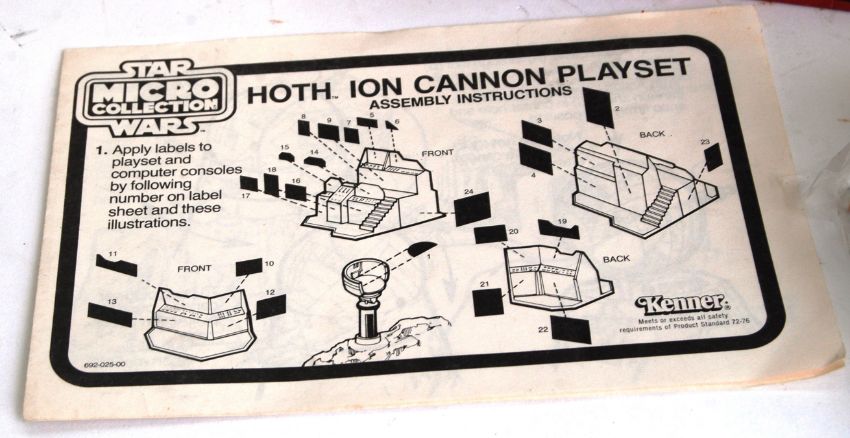 STAR
MICRO
COLLECTION
WARS™
HOTH™ ION CANNON PLAYSET
ASSEMBLY INSTRUCTIONS
1. Apply labels to
playset and
computer consoles
by following
number on label
sheet and these
illustrations.
8
9
7
5
6
15
14
FRONT
17
18
16
24
3
2
BACK
23
4
11
FRONT
10
13
12
1
20
19
BACK
21
22
Kenner®
Meets or exceeds all safety
requirements of Product Standard 72-76
692-025-00